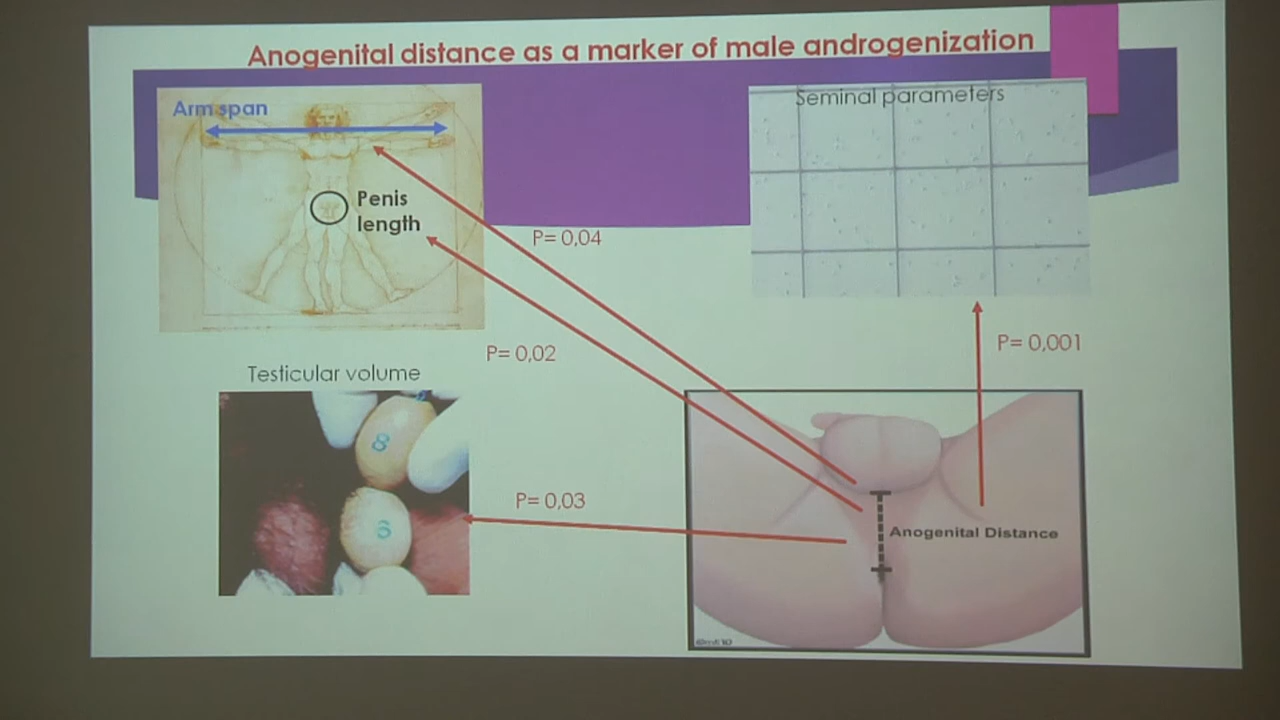 Anogenital distance as a marker of male androgenization
Arm span
Penis
length
Seminal parameters
P= 0,04
P= 0,02
P= 0,001
Testicular volume
8
6
P= 0,03
Anogenital Distance